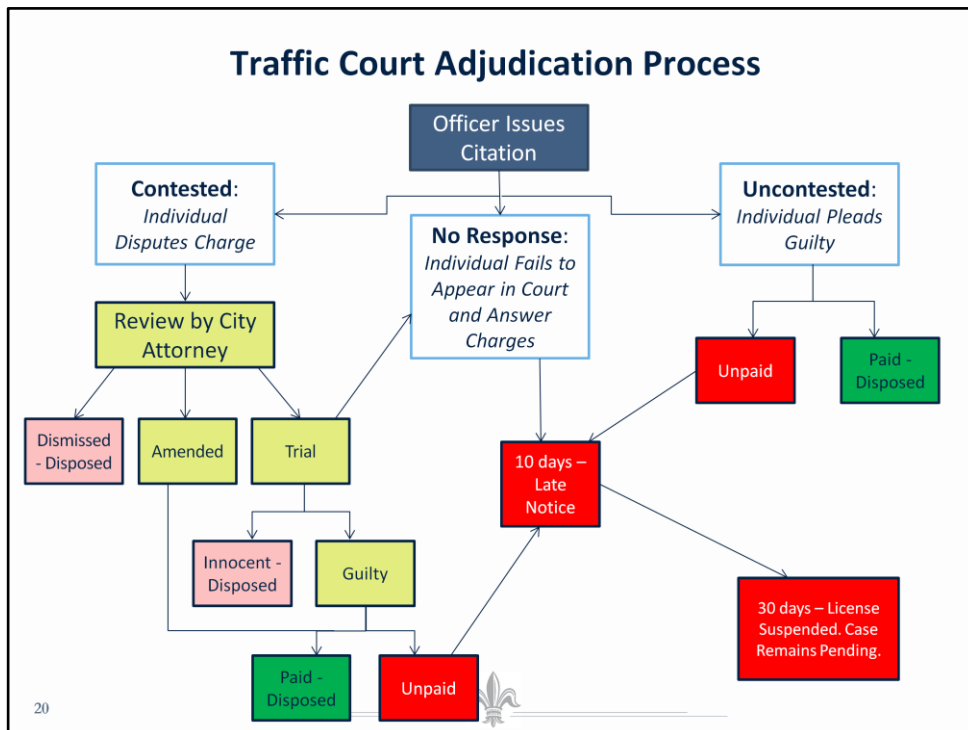 Traffic Court Adjudication Process
Officer Issues
Citation
Contested:
Individual
Disputes Charge
No Response:
Individual Fails to
Appear in Court
and Answer
Charges
Uncontested:
Individual Pleads
Guilty
Review by City
Attorney
Unpaid
Paid -
Disposed
Dismissed
- Disposed
Amended
Trial
10 days –
Late
Notice
Innocent -
Disposed
Guilty
30 days – License
Suspended. Case
Remains Pending.
Paid -
Disposed
Unpaid
20